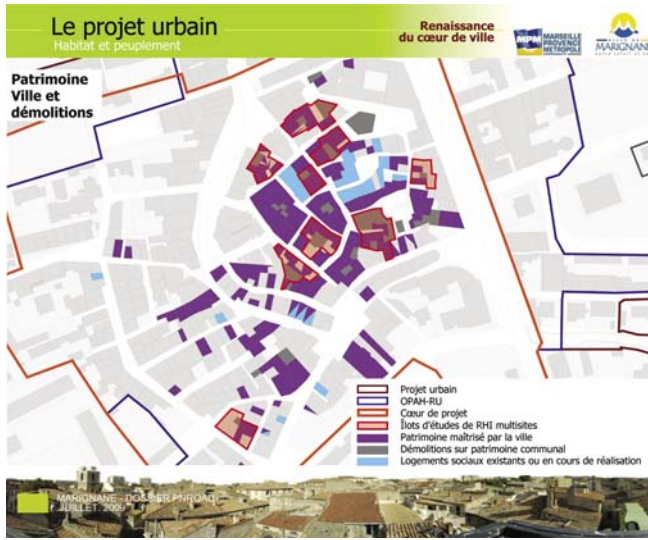 Le projet urbain
Habitat et peuplement
Renaissance
du cœur de ville
MPM
MARSEILLE
PROVENCE
METROPOLE
MARIGNANE
Patrimoine
Ville et
démolitions
Projet urbain
OPAH-RU
Cœur de projet
Îlots d'études de RHI multisites
Patrimoine maîtrisé par la ville
Démolitions sur patrimoine communal
Logements sociaux existants ou en cours de réalisation
MARIGNANE - DOSSIER PNRQAD
JUILLET. 2009